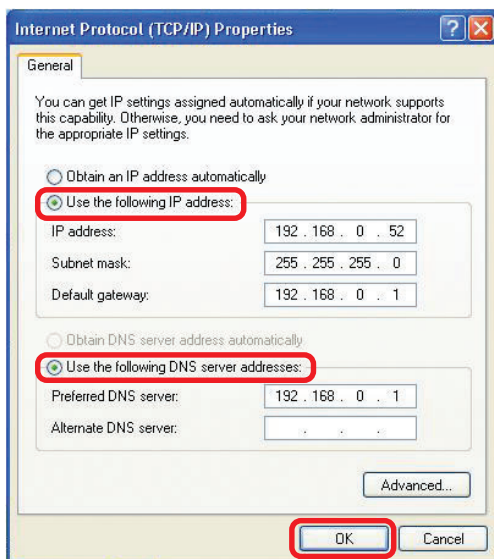 Internet Protocol (TCP/IP) Properties
General
You can get IP settings assigned automatically if your network supports
this capability. Otherwise, you need to ask your network administrator for
the appropriate IP settings.
Obtain an IP address automatically
Use the following IP address:
IP address: 192 . 168 . 0 . 52
Subnet mask: 255 . 255 . 255 . 0
Default gateway: 192 . 168 . 0 . 1
Obtain DNS server address automatically
Use the following DNS server addresses:
Preferred DNS server: 192 . 168 . 0 . 1
Alternate DNS server: . . .
Advanced...
OK Cancel